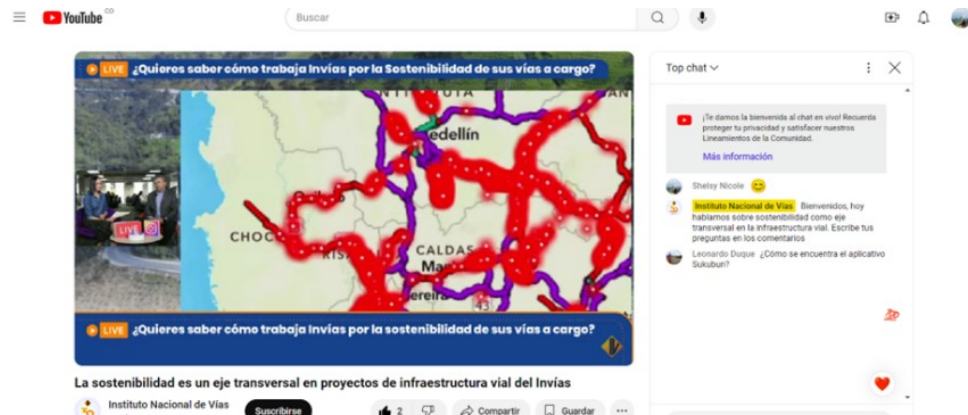 YouTube CO
Buscar
LIVE ¿Quieres saber cómo trabaja Invías por la Sostenibilidad de sus vías a cargo?
edellín
CHOC
CALDAS
ereira
43
LIVE
LIVE ¿Quieres saber cómo trabaja Invías por la sostenibilidad de sus vías a cargo?
La sostenibilidad es un eje transversal en proyectos de infraestructura vial del Invías
Instituto Nacional de Vías
Suscribirse
2
Compartir
Guardar
Top chat
¡Te damos la bienvenida al chat en vivo! Recuerda
proteger tu privacidad y satisfacer nuestros
Lineamientos de la Comunidad.
Más información
Shelsy Nicole
Instituto Nacional de Vías Bienvenidos, hoy
hablamos sobre sostenibilidad como eje
transversal en la infraestructura vial. Escribe tus
preguntas en los comentarios
Leonardo Duque ¿Cómo se encuentra el aplicativo
Sukuburi?